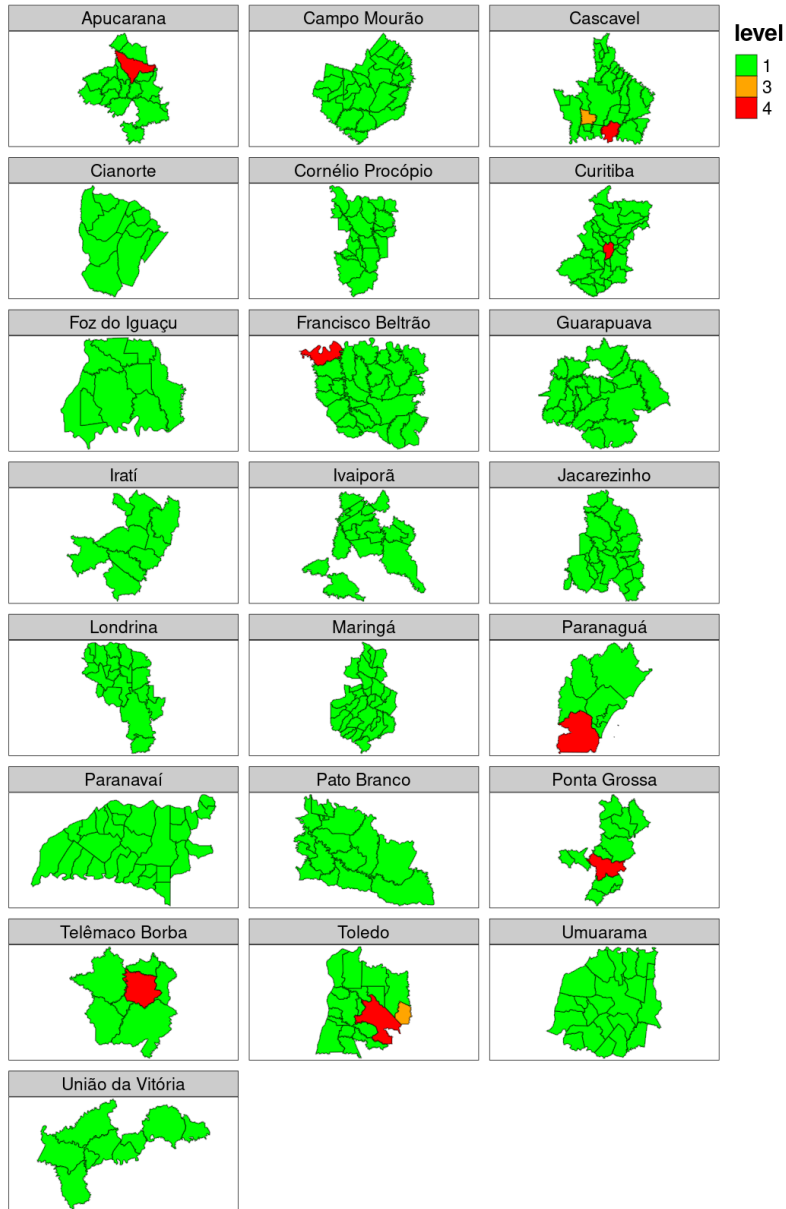 Apucarana
Campo Mourão
Cascavel
level
1
3
4
Cianorte
Cornélio Procópio
Curitiba
Foz do Iguaçu
Francisco Beltrão
Guarapuava
Iratí
Ivaiporã
Jacarezinho
Londrina
Maringá
Paranaguá
Paranavaí
Pato Branco
Ponta Grossa
Telêmaco Borba
Toledo
Umuarama
União da Vitória